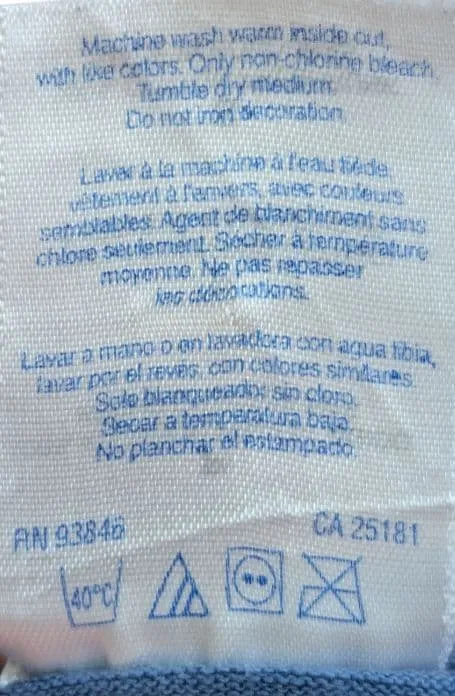 Machine wash warm inside out,
with like colors. Only non-chlorine bleach.
Tumble dry medium.
Do not iron decoration.
Laver à la machine à l'eau tiède.
vêtement à l'anvers, avec couleurs
semblables. Agent de blanchiment sans
chlore seulement. Sécher à température
moyenne. Ne pas repasser
les décorations.
Lavar a mano o en lavadora con agua tibia,
lavar por el revés, con colores similares.
Solo blanqueador sin cloro.
Secar a temperatura baja.
No planchar el estampado.
RN 93846 CA 25181
40°C